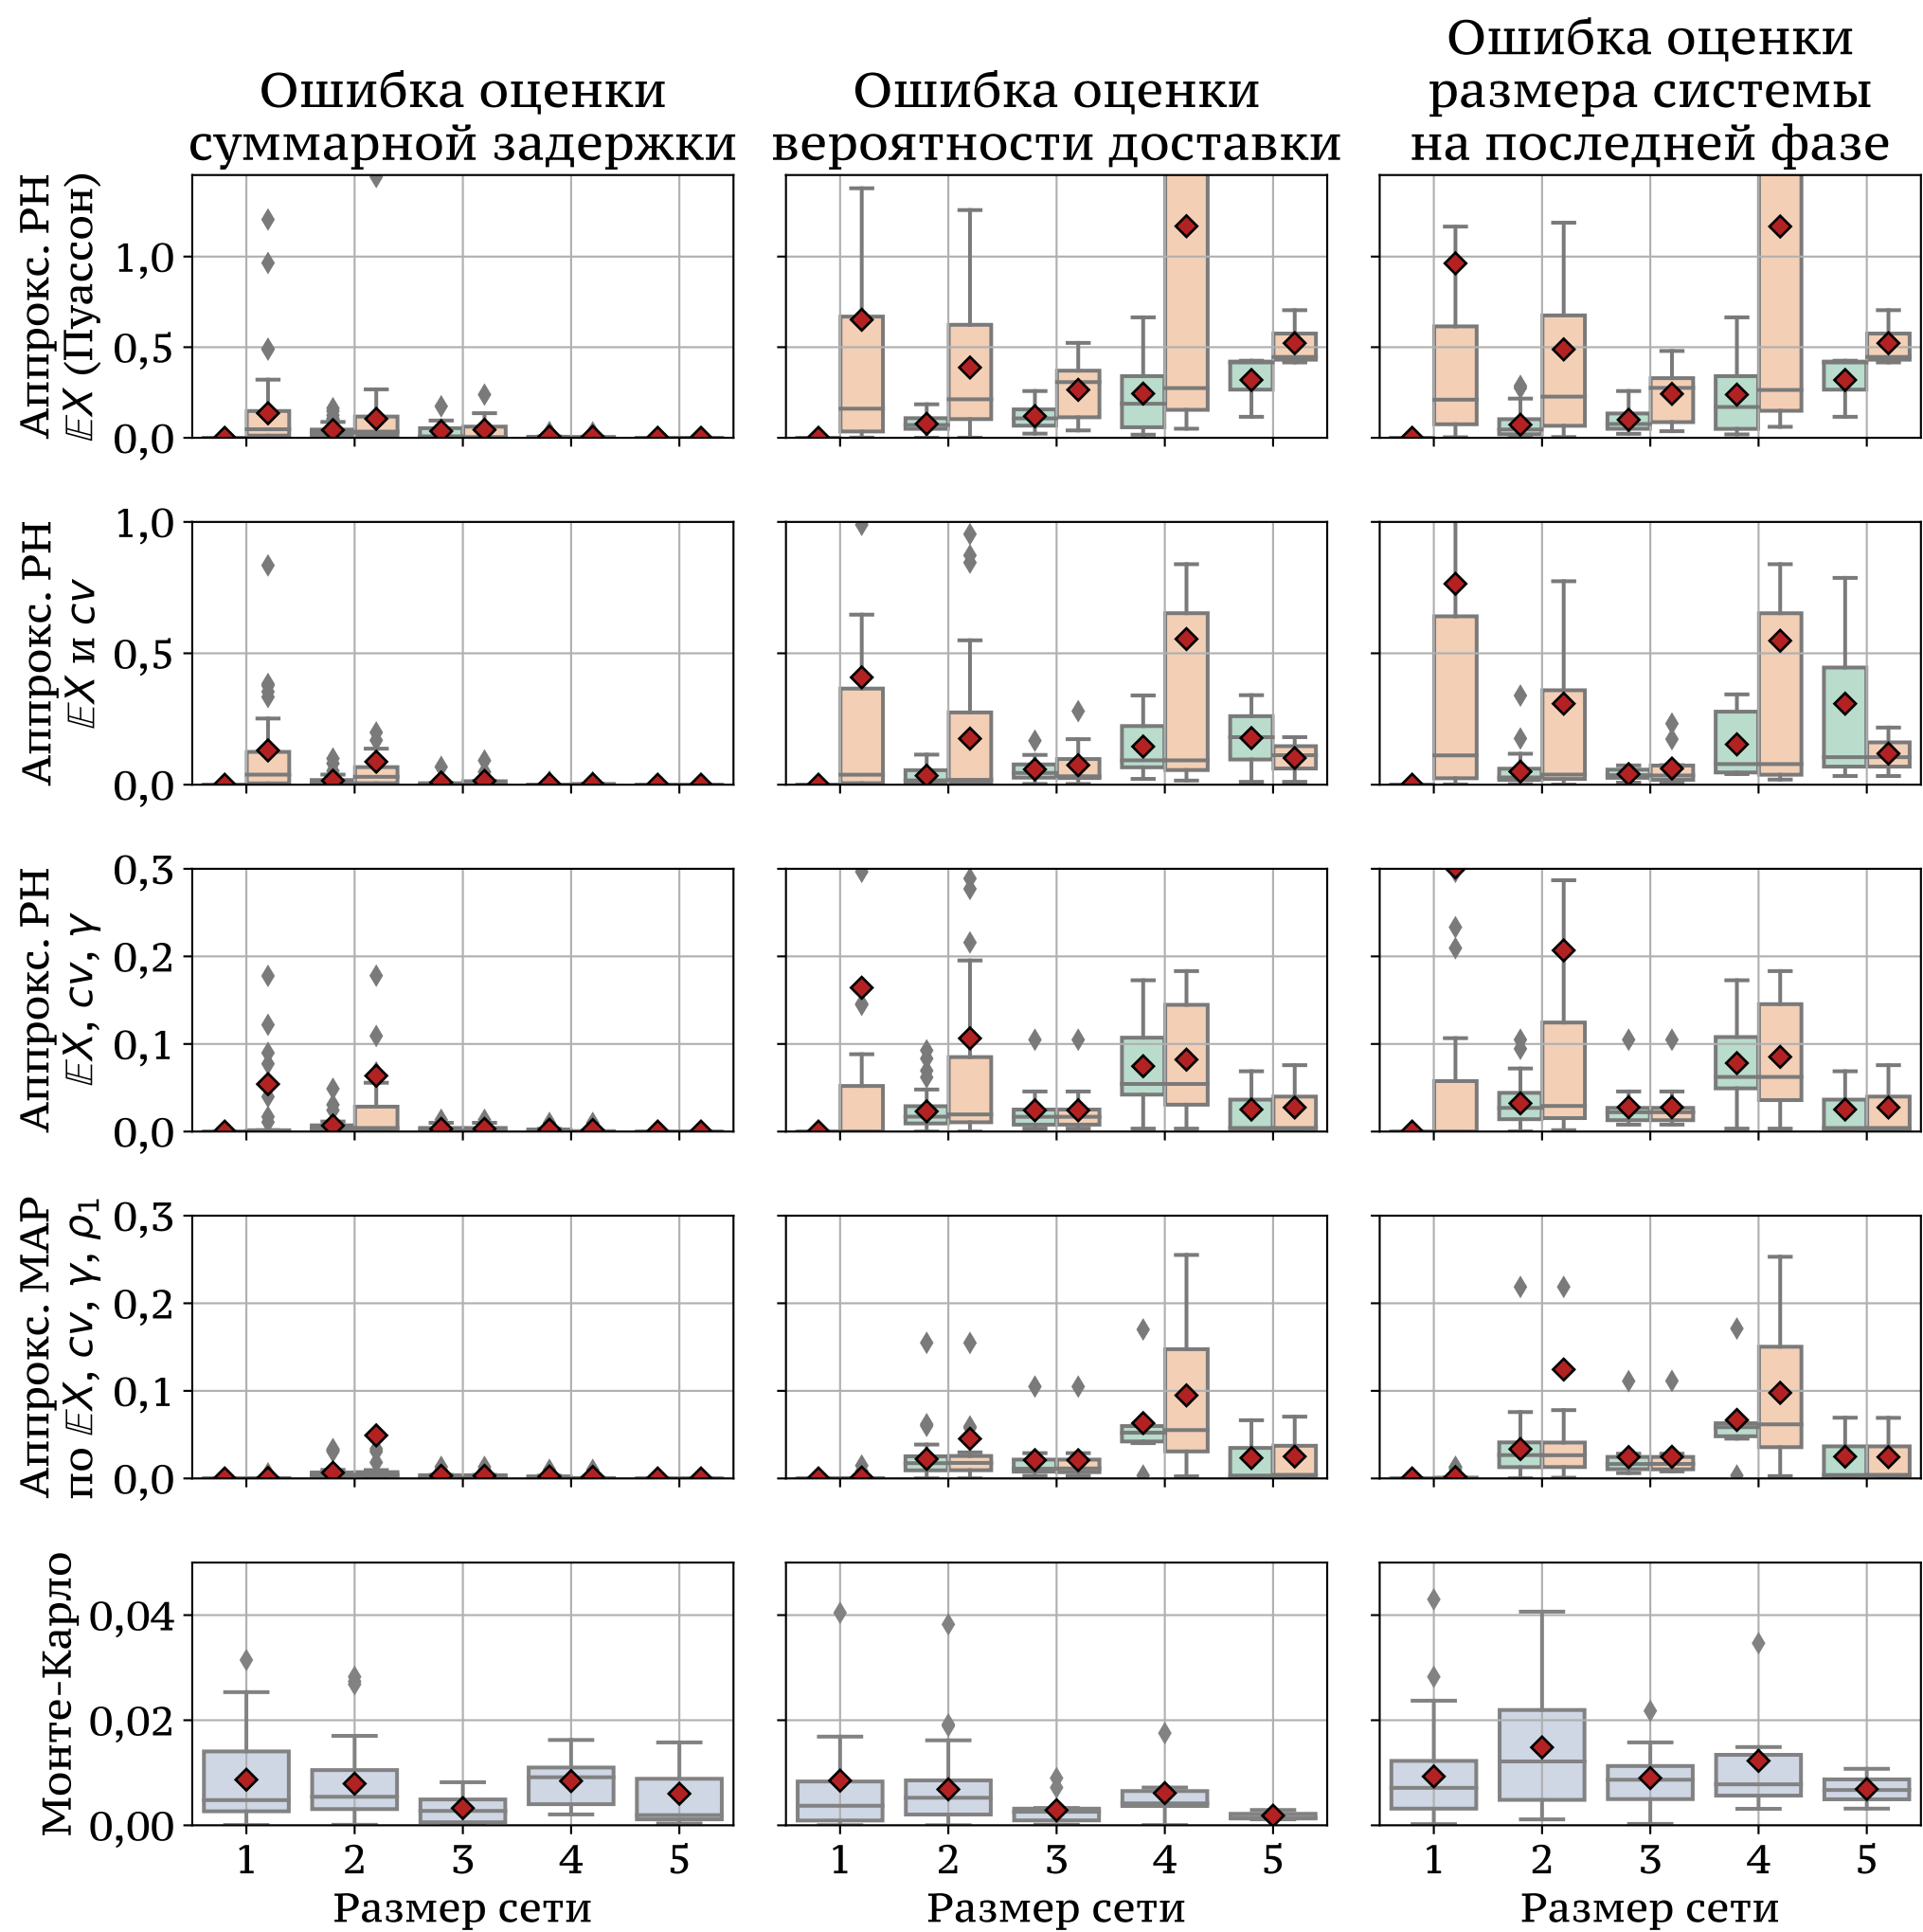 Ошибка оценки
суммарной задержки
Ошибка оценки
вероятности доставки
Ошибка оценки
размера системы
на последней фазе
Аппрокс. PH
𝔼X (Пуассон)
1,0
0,5
0,0
Аппрокс. PH
𝔼X и cv
1,0
0,5
0,0
Аппрокс. PH
𝔼X, cv, γ
0,3
0,2
0,1
0,0
Аппрокс. MAP
по 𝔼X, cv, γ, ρ₁
0,3
0,2
0,1
0,0
Монте-Карло
0,04
0,02
0,00
1 2 3 4 5
Размер сети
1 2 3 4 5
Размер сети
1 2 3 4 5
Размер сети